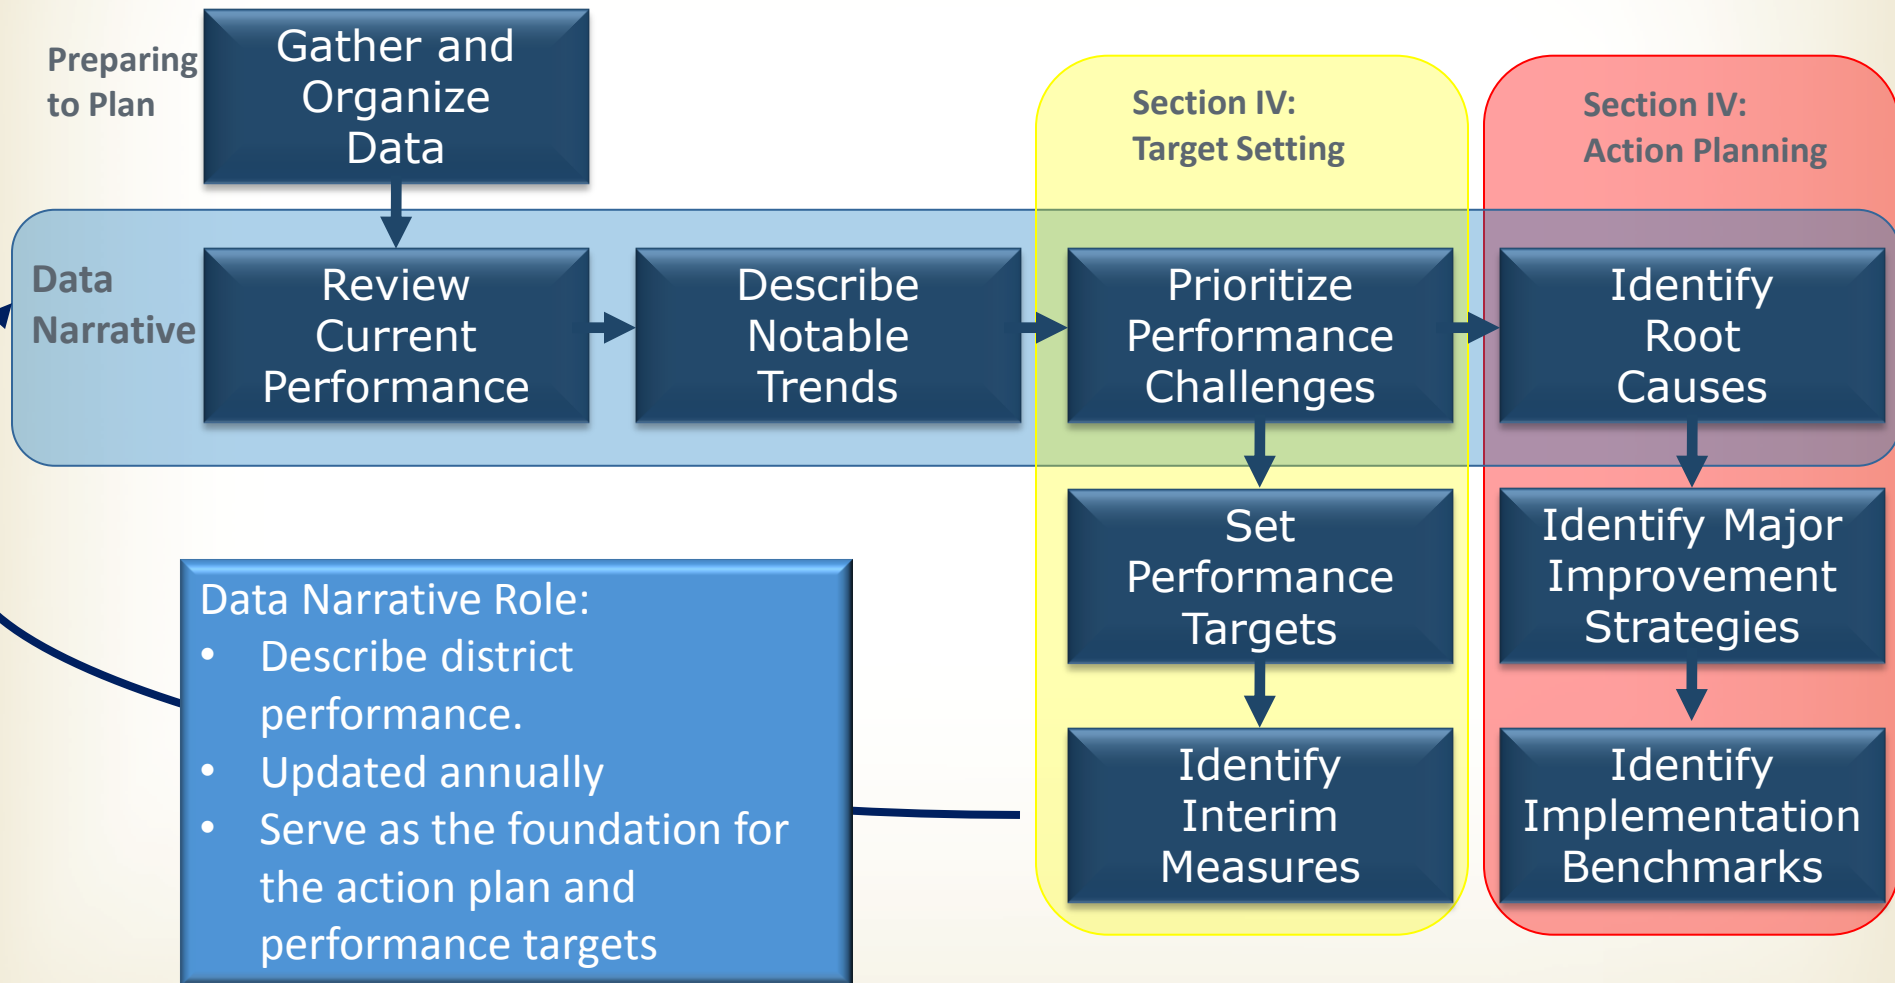 Preparing
to Plan
Gather and
Organize
Data
Section IV:
Target Setting
Section IV:
Action Planning
Data
Narrative
Review
Current
Performance
Describe
Notable
Trends
Prioritize
Performance
Challenges
Identify
Root
Causes
Set
Performance
Targets
Identify Major
Improvement
Strategies
Identify
Interim
Measures
Identify
Implementation
Benchmarks
Data Narrative Role:
• Describe district
performance.
• Updated annually
• Serve as the foundation for
the action plan and
performance targets